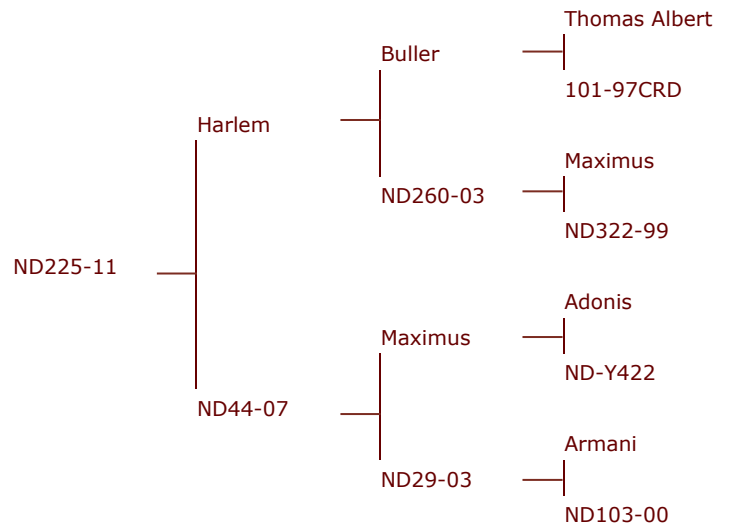 Thomas Albert
Buller
101-97CRD
Harlem
Maximus
ND260-03
ND322-99
ND225-11
Adonis
Maximus
ND-Y422
ND44-07
Armani
ND29-03
ND103-00